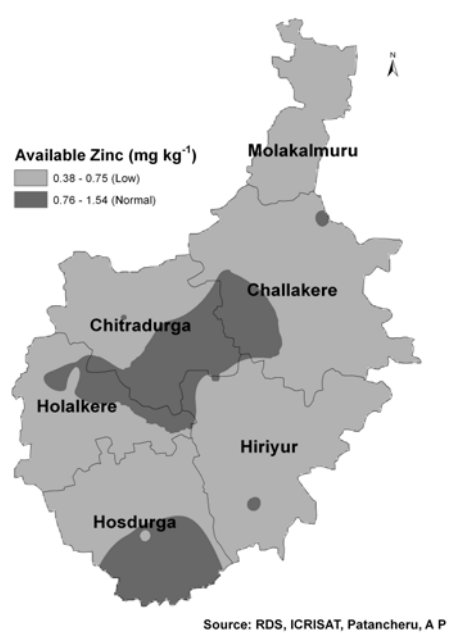 N
Molakalmuru
Available Zinc (mg kg-1)
0.38 - 0.75 (Low)
0.76 - 1.54 (Normal)
Challakere
Chitradurga
Holalkere
Hiriyur
Hosdurga
Source: RDS, ICRISAT, Patancheru, A P